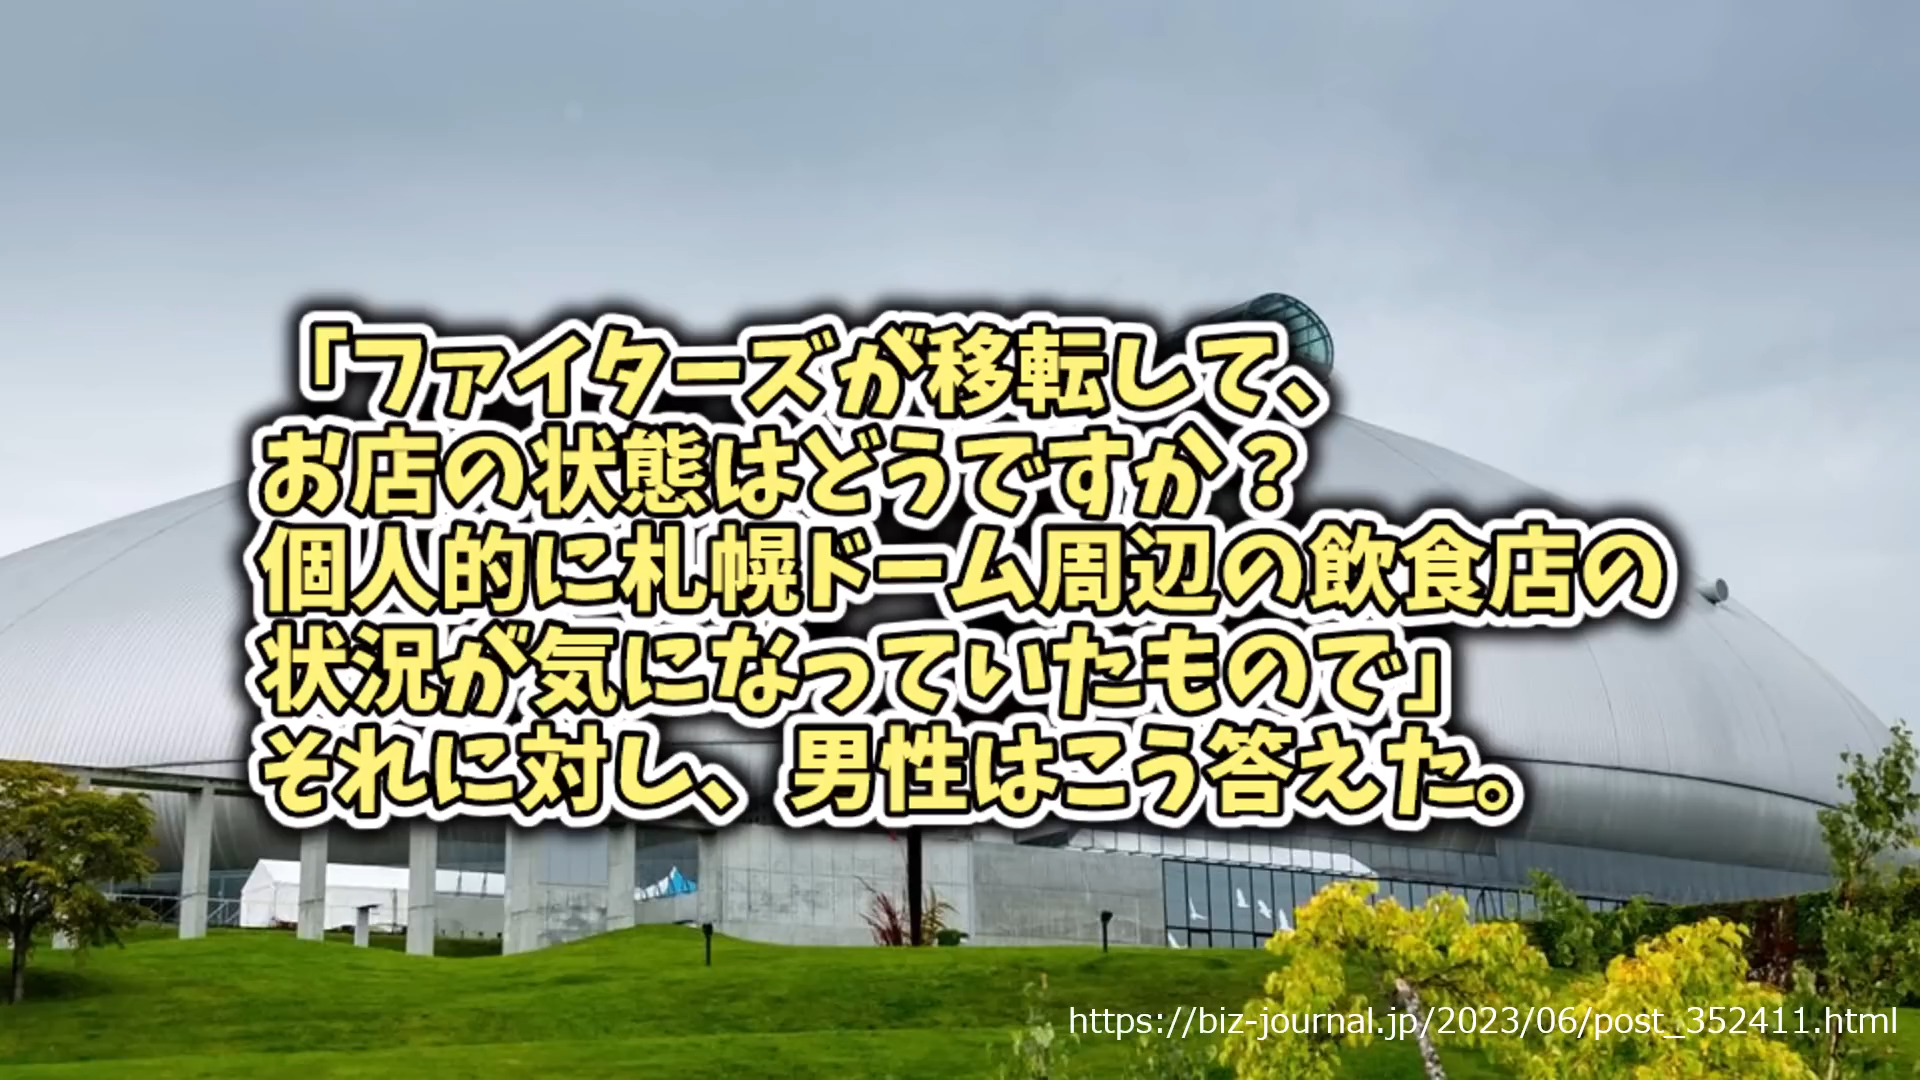 「ファイターズが移転して、
お店の状態はどうですか？
個人的に札幌ドーム周辺の飲食店の
状況が気になっていたもので」
それに対し、男性はこう答えた。
https://biz-journal.jp/2023/06/post_352411.html